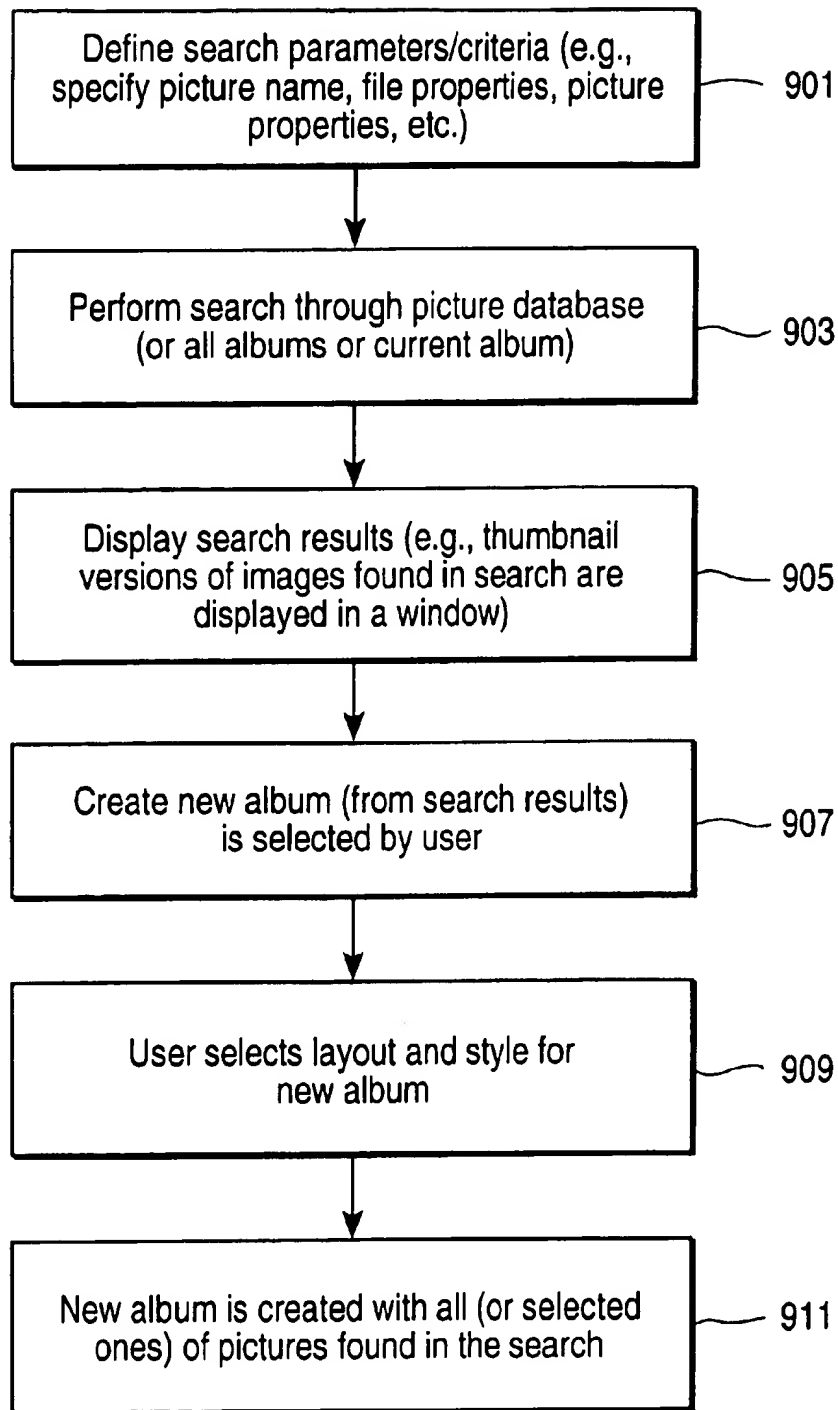 Define search parameters/criteria (e.g.,
specify picture name, file properties, picture
properties, etc.)
901
Perform search through picture database
(or all albums or current album)
903
Display search results (e.g., thumbnail
versions of images found in search are
displayed in a window)
905
Create new album (from search results)
is selected by user
907
User selects layout and style for
new album
909
New album is created with all (or selected
ones) of pictures found in the search
911